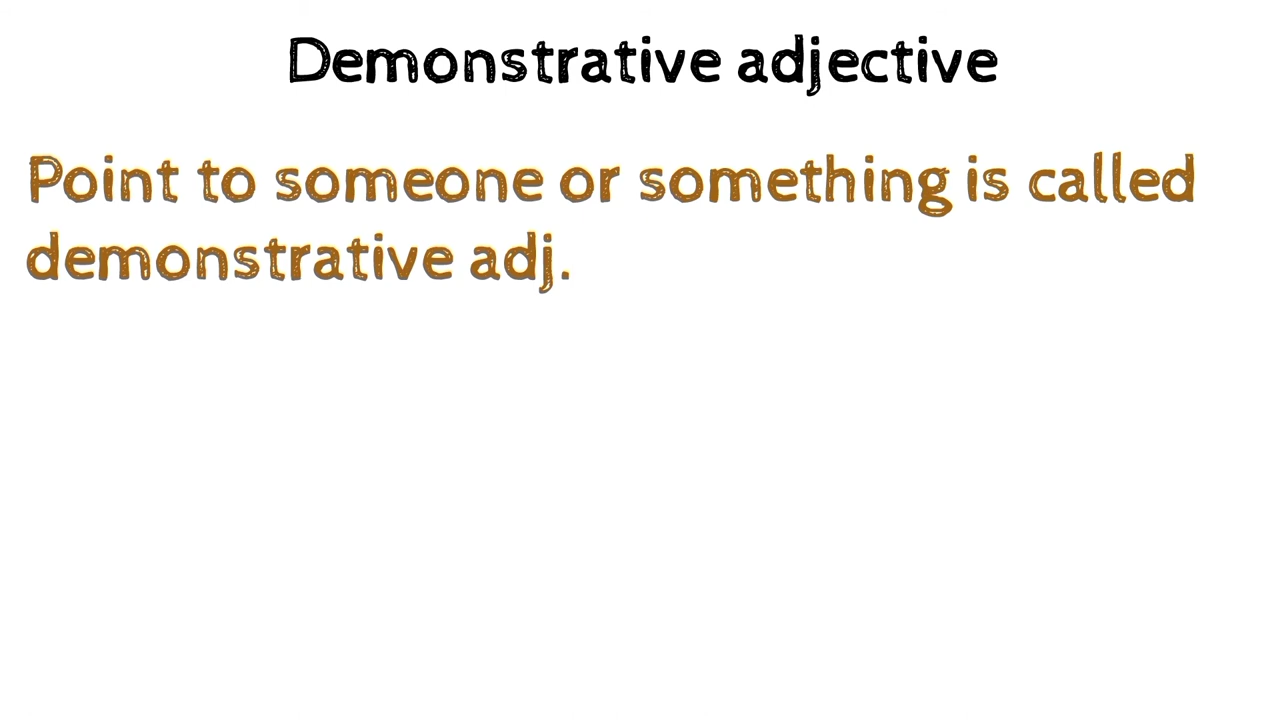 Demonstrative adjective
Point to someone or something is called
demonstrative adj.